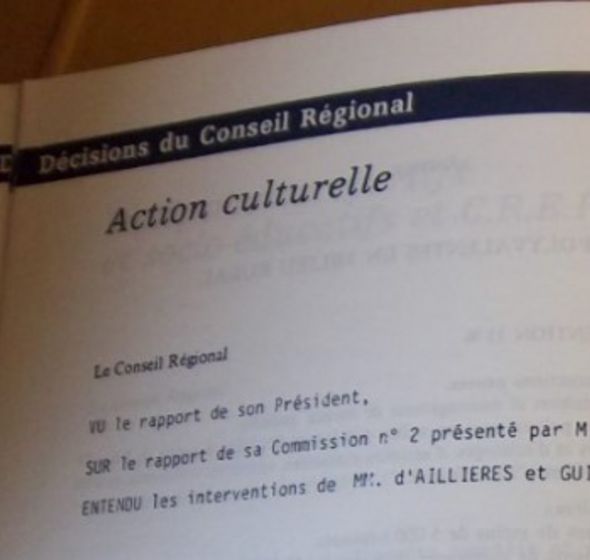 Décisions du Conseil Régional
Action culturelle
Le Conseil Régional
VU le rapport de son Président,
SUR le rapport de sa Commission n° 2 présenté par M
ENTENDU les interventions de MM. d'AILLIERES et GUI